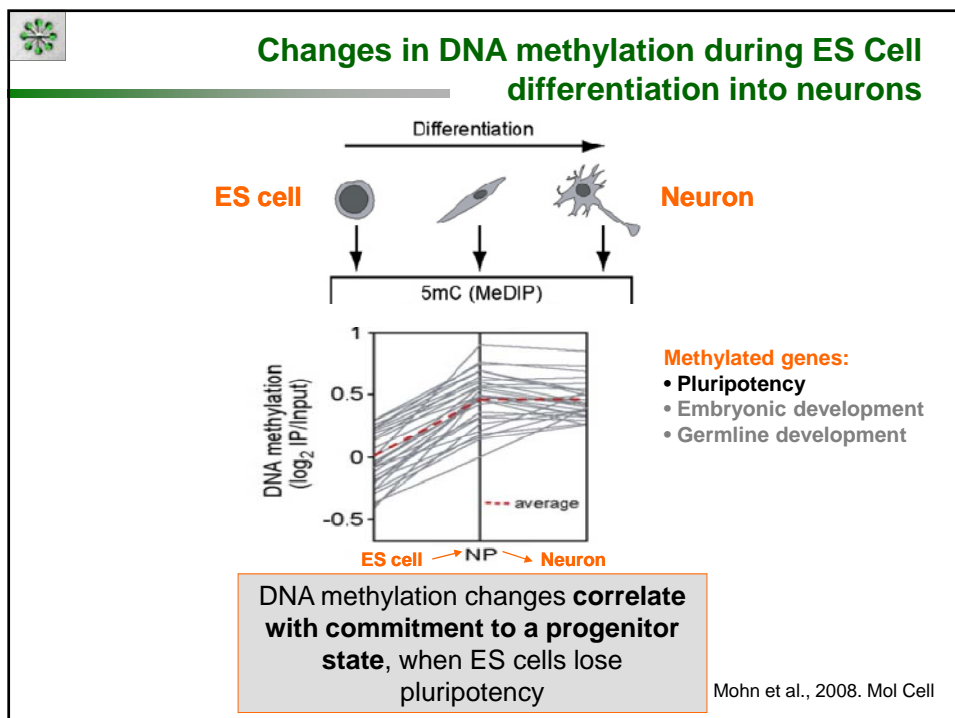 Changes in DNA methylation during ES Cell
differentiation into neurons
Differentiation
ES cell
Neuron
5mC (MeDIP)
DNA methylation
(log2 IP/Input)
1
0.5
0
-0.5
average
ES cell
NP
Neuron
Methylated genes:
• Pluripotency
• Embryonic development
• Germline development
DNA methylation changes correlate
with commitment to a progenitor
state, when ES cells lose
pluripotency
Mohn et al., 2008. Mol Cell